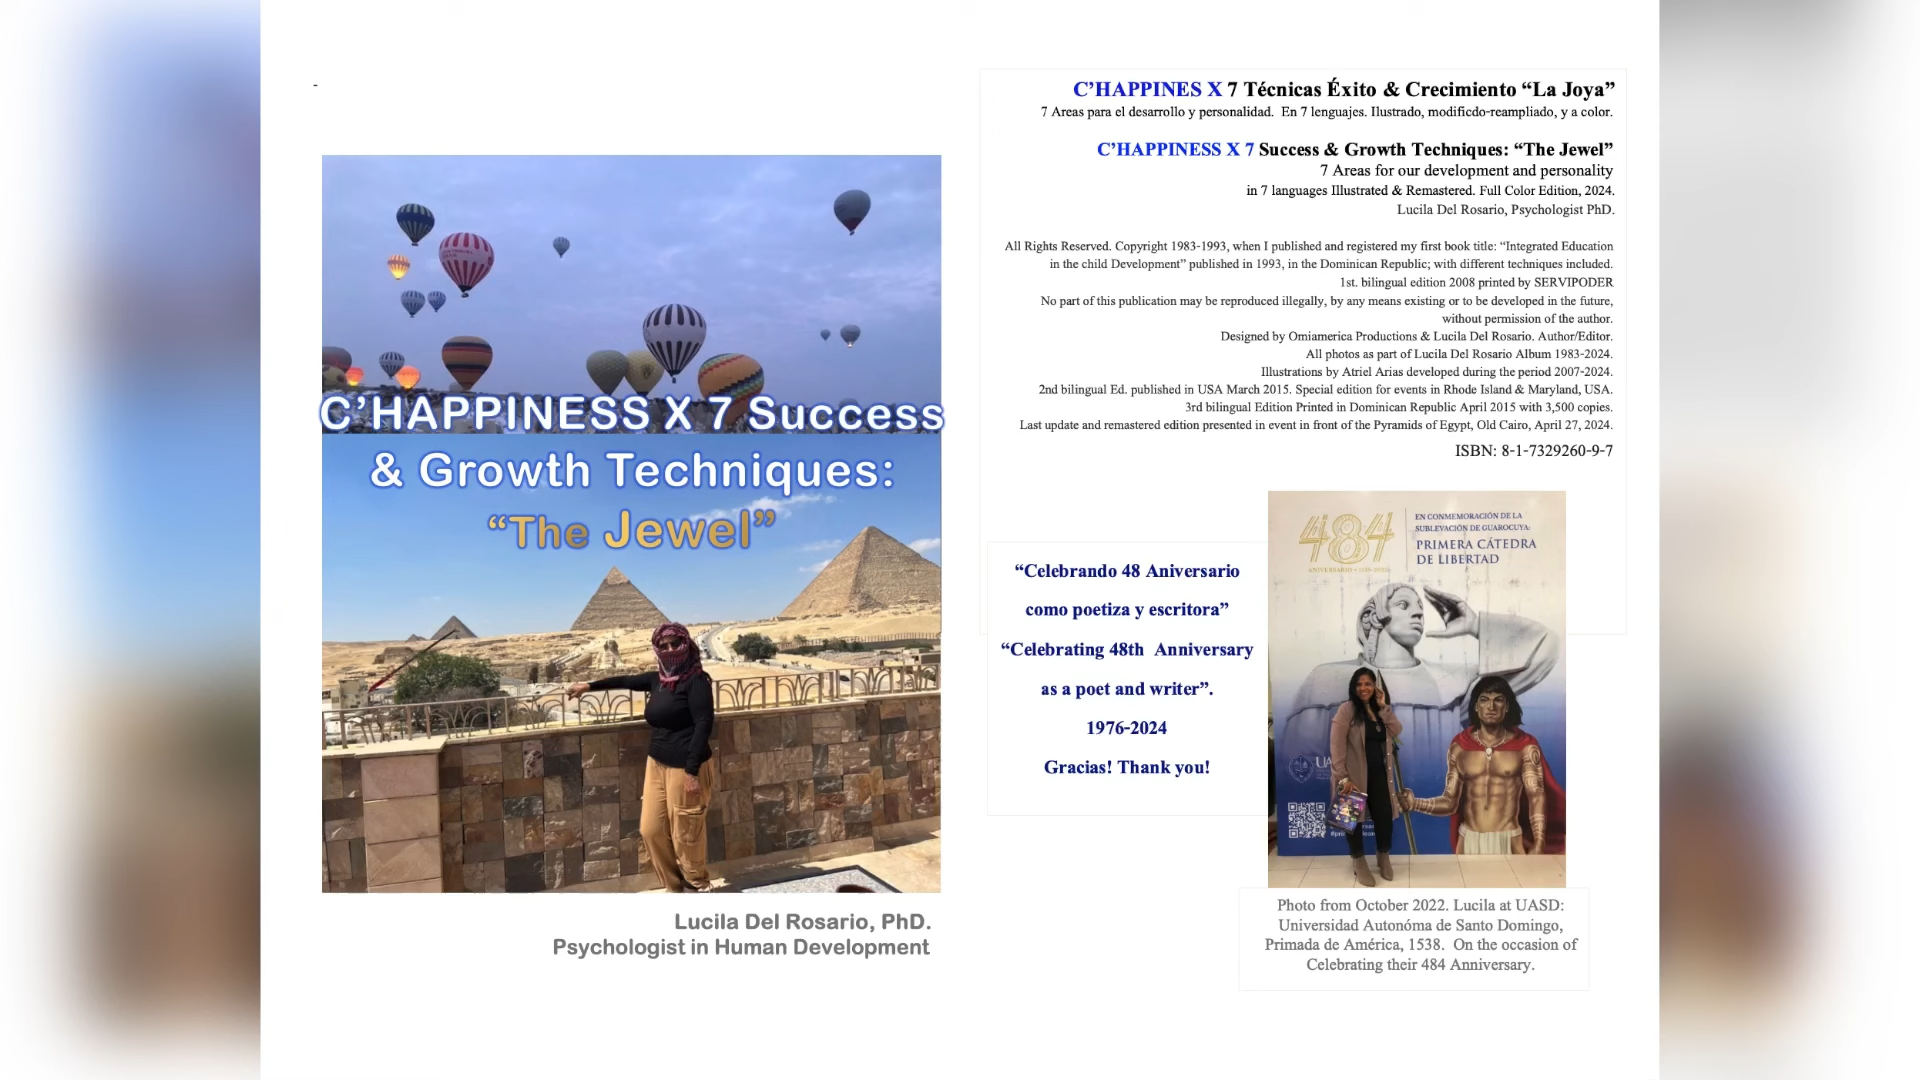 -
C’HAPPINESS X 7 Success
& Growth Techniques:
“The Jewel”
Lucila Del Rosario, PhD.
Psychologist in Human Development
C’HAPPINES X 7 Técnicas Éxito & Crecimiento “La Joya”
7 Areas para el desarrollo y personalidad. En 7 lenguajes. Ilustrado, modificdo-reampliado, y a color.
C’HAPPINESS X 7 Success & Growth Techniques: “The Jewel”
7 Areas for our development and personality
in 7 languages Illustrated & Remastered. Full Color Edition, 2024.
Lucila Del Rosario, Psychologist PhD.
All Rights Reserved. Copyright 1983-1993, when I published and registered my first book title: “Integrated Education
in the child Development” published in 1993, in the Dominican Republic; with different techniques included.
1st. bilingual edition 2008 printed by SERVIPODER
No part of this publication may be reproduced illegally, by any means existing or to be developed in the future,
without permission of the author.
Designed by Omiamerica Productions & Lucila Del Rosario. Author/Editor.
All photos as part of Lucila Del Rosario Album 1983-2024.
Illustrations by Atriel Arias developed during the period 2007-2024.
2nd bilingual Ed. published in USA March 2015. Special edition for events in Rhode Island & Maryland, USA.
3rd bilingual Edition Printed in Dominican Republic April 2015 with 3,500 copies.
Last update and remastered edition presented in event in front of the Pyramids of Egypt, Old Cairo, April 27, 2024.
ISBN: 8-1-7329260-9-7
“Celebrando 48 Aniversario
como poetiza y escritora”
“Celebrating 48th Anniversary
as a poet and writer”.
1976-2024
Gracias! Thank you!
484
EN CONMEMORACIÓN DE LA
SUBLEVACIÓN DE GUAROCUYA:
PRIMERA CÁTEDRA
DE LIBERTAD
UA
Photo from October 2022. Lucila at UASD:
Universidad Autonóma de Santo Domingo,
Primada de América, 1538. On the occasion of
Celebrating their 484 Anniversary.